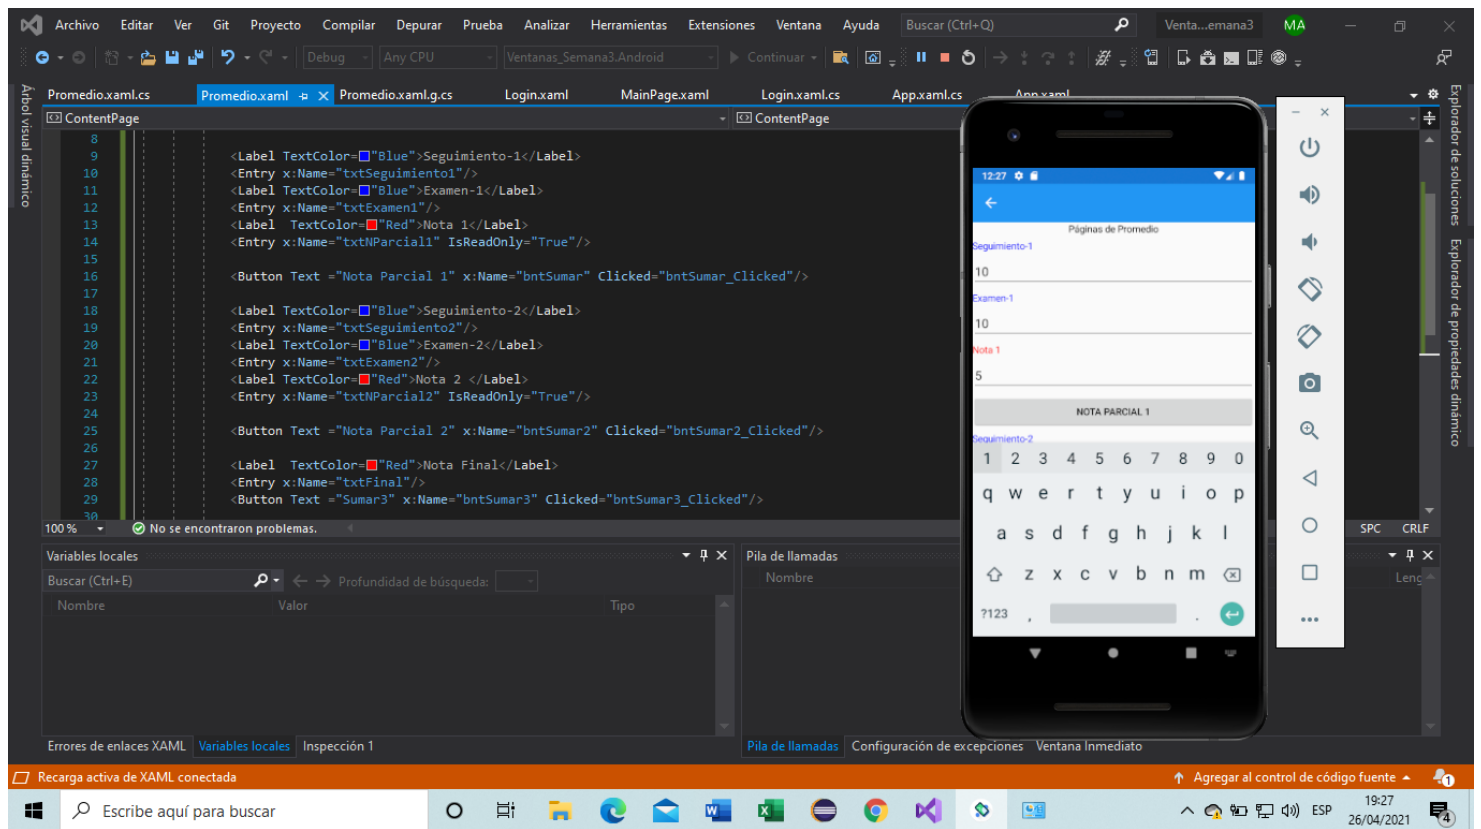 Archivo Editar Ver Git Proyecto Compilar Depurar Prueba Analizar Herramientas Extensiones Ventana Ayuda Buscar (Ctrl+Q) Venta...emana3 MA
Debug Any CPU Ventanas_Semana3.Android Continuar
Árbol visual dinámico
Promedio.xaml.cs Promedio.xaml Promedio.xaml.g.cs Login.xaml MainPage.xaml Login.xaml.cs App.xaml.cs App.xaml
ContentPage ContentPage
8
9 <Label TextColor="Blue">Seguimiento-1</Label>
10 <Entry x:Name="txtSeguimiento1"/>
11 <Label TextColor="Blue">Examen-1</Label>
12 <Entry x:Name="txtExamen1"/>
13 <Label  TextColor="Red">Nota 1</Label>
14 <Entry x:Name="txtNParcial1" IsReadOnly="True"/>
15
16 <Button Text ="Nota Parcial 1" x:Name="bntSumar" Clicked="bntSumar_Clicked"/>
17
18 <Label TextColor="Blue">Seguimiento-2</Label>
19 <Entry x:Name="txtSeguimiento2"/>
20 <Label TextColor="Blue">Examen-2</Label>
21 <Entry x:Name="txtExamen2"/>
22 <Label TextColor="Red">Nota 2 </Label>
23 <Entry x:Name="txtNParcial2" IsReadOnly="True"/>
24
25 <Button Text ="Nota Parcial 2" x:Name="bntSumar2" Clicked="bntSumar2_Clicked"/>
26
27 <Label  TextColor="Red">Nota Final</Label>
28 <Entry x:Name="txtFinal"/>
29 <Button Text ="Sumar3" x:Name="bntSumar3" Clicked="bntSumar3_Clicked"/>
30
100 % No se encontraron problemas. SPC CRLF
12:27
Páginas de Promedio
Seguimiento-1
10
Examen-1
10
Nota 1
5
NOTA PARCIAL 1
Seguimiento-2
1 2 3 4 5 6 7 8 9 0
q w e r t y u i o p
a s d f g h j k l
z x c v b n m
?123 , .
Explorador de soluciones
Explorador de propiedades dinámico
Variables locales
Buscar (Ctrl+E) Profundidad de búsqueda:
Nombre Valor Tipo
Pila de llamadas
Nombre Leng
Errores de enlaces XAML Variables locales Inspección 1
Pila de llamadas Configuración de excepciones Ventana Inmediato
Recarga activa de XAML conectada Agregar al control de código fuente 1
Escribe aquí para buscar ESP 19:27
26/04/2021 4